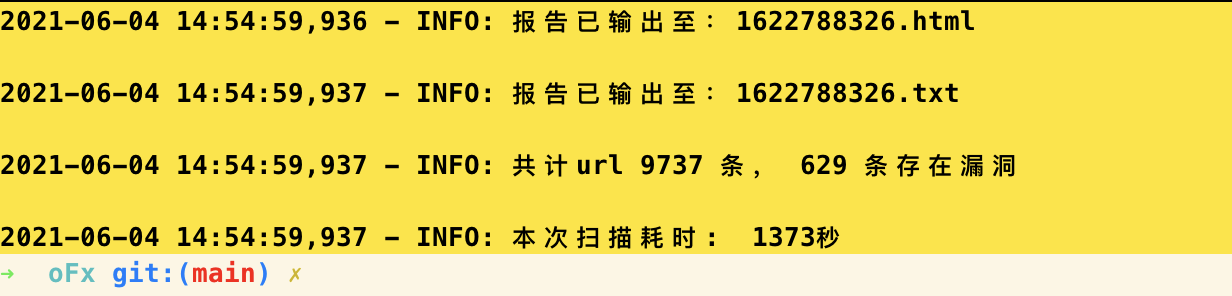 2021-06-04 14:54:59,936 - INFO: 报告已输出至：1622788326.html
2021-06-04 14:54:59,937 - INFO: 报告已输出至：1622788326.txt
2021-06-04 14:54:59,937 - INFO: 共计url 9737 条， 629 条存在漏洞
2021-06-04 14:54:59,937 - INFO: 本次扫描耗时: 1373秒
➜ oFx git:(main) ✗